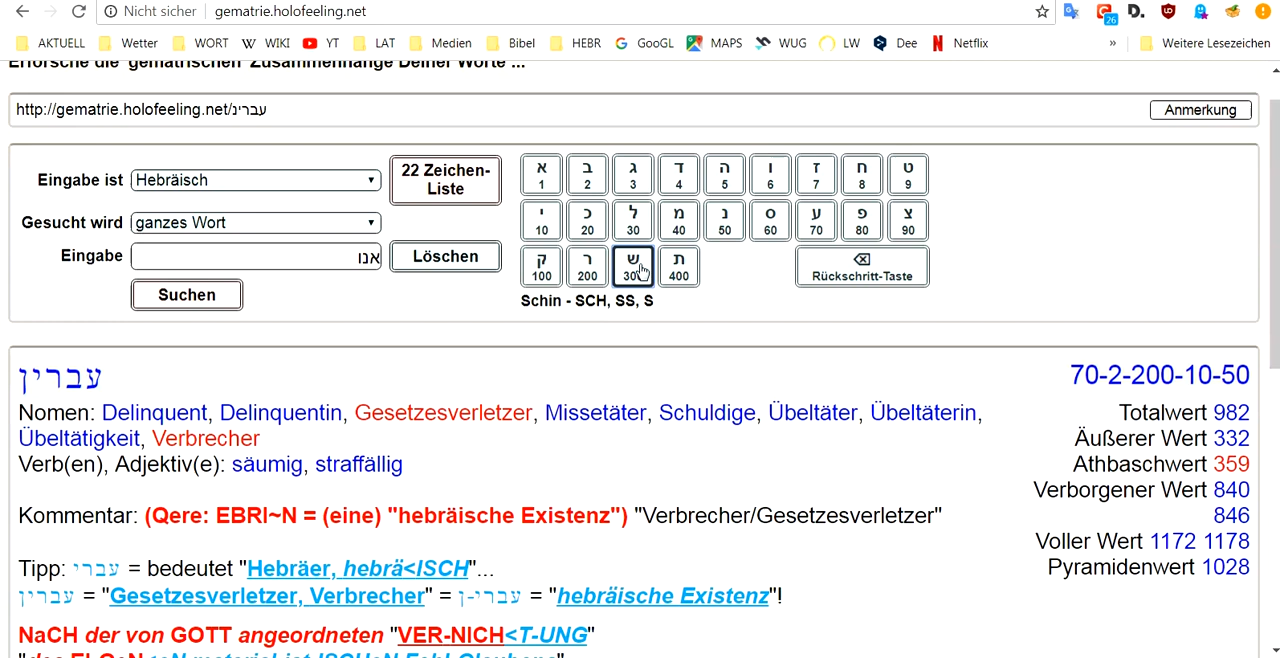 Nicht sicher | gematrie.holofeeling.net
AKTUELL Wetter WORT WIKI YT LAT Medien Bibel HEBR GooGL MAPS WUG LW Dee Netflix » Weitere Lesezeichen
Erforsche die 'gematrischen' Zusammenhänge Deiner Worte ...
http://gematrie.holofeeling.net/עברינ Anmerkung
Eingabe ist Hebräisch
Gesucht wird ganzes Wort
Eingabe אנו
22 Zeichen-
Liste
Löschen
Suchen
א ב ג ד ה ו ז ח ט
1 2 3 4 5 6 7 8 9
י כ ל מ נ ס ע פ צ
10 20 30 40 50 60 70 80 90
ק ר ש ת
100 200 300 400 Rückschritt-Taste
Schin - SCH, SS, S
עברין 70-2-200-10-50
Nomen: Delinquent, Delinquentin, Gesetzesverletzer, Missetäter, Schuldige, Übeltäter, Übeltäterin,
Übeltätigkeit, Verbrecher
Verb(en), Adjektiv(e): säumig, straffällig
Kommentar: (Qere: EBRI~N = (eine) "hebräische Existenz") "Verbrecher/Gesetzesverletzer"
Tipp: עברי = bedeutet "Hebräer, hebrä<ISCH"...
עברין = "Gesetzesverletzer, Verbrecher" = עברי-ן = "hebräische Existenz"!
NaCH der von GOTT angeordneten "VER-NICH<T-UNG"
Totalwert 982
Äußerer Wert 332
Athbaschwert 359
Verborgener Wert 840
846
Voller Wert 1172 1178
Pyramidenwert 1028